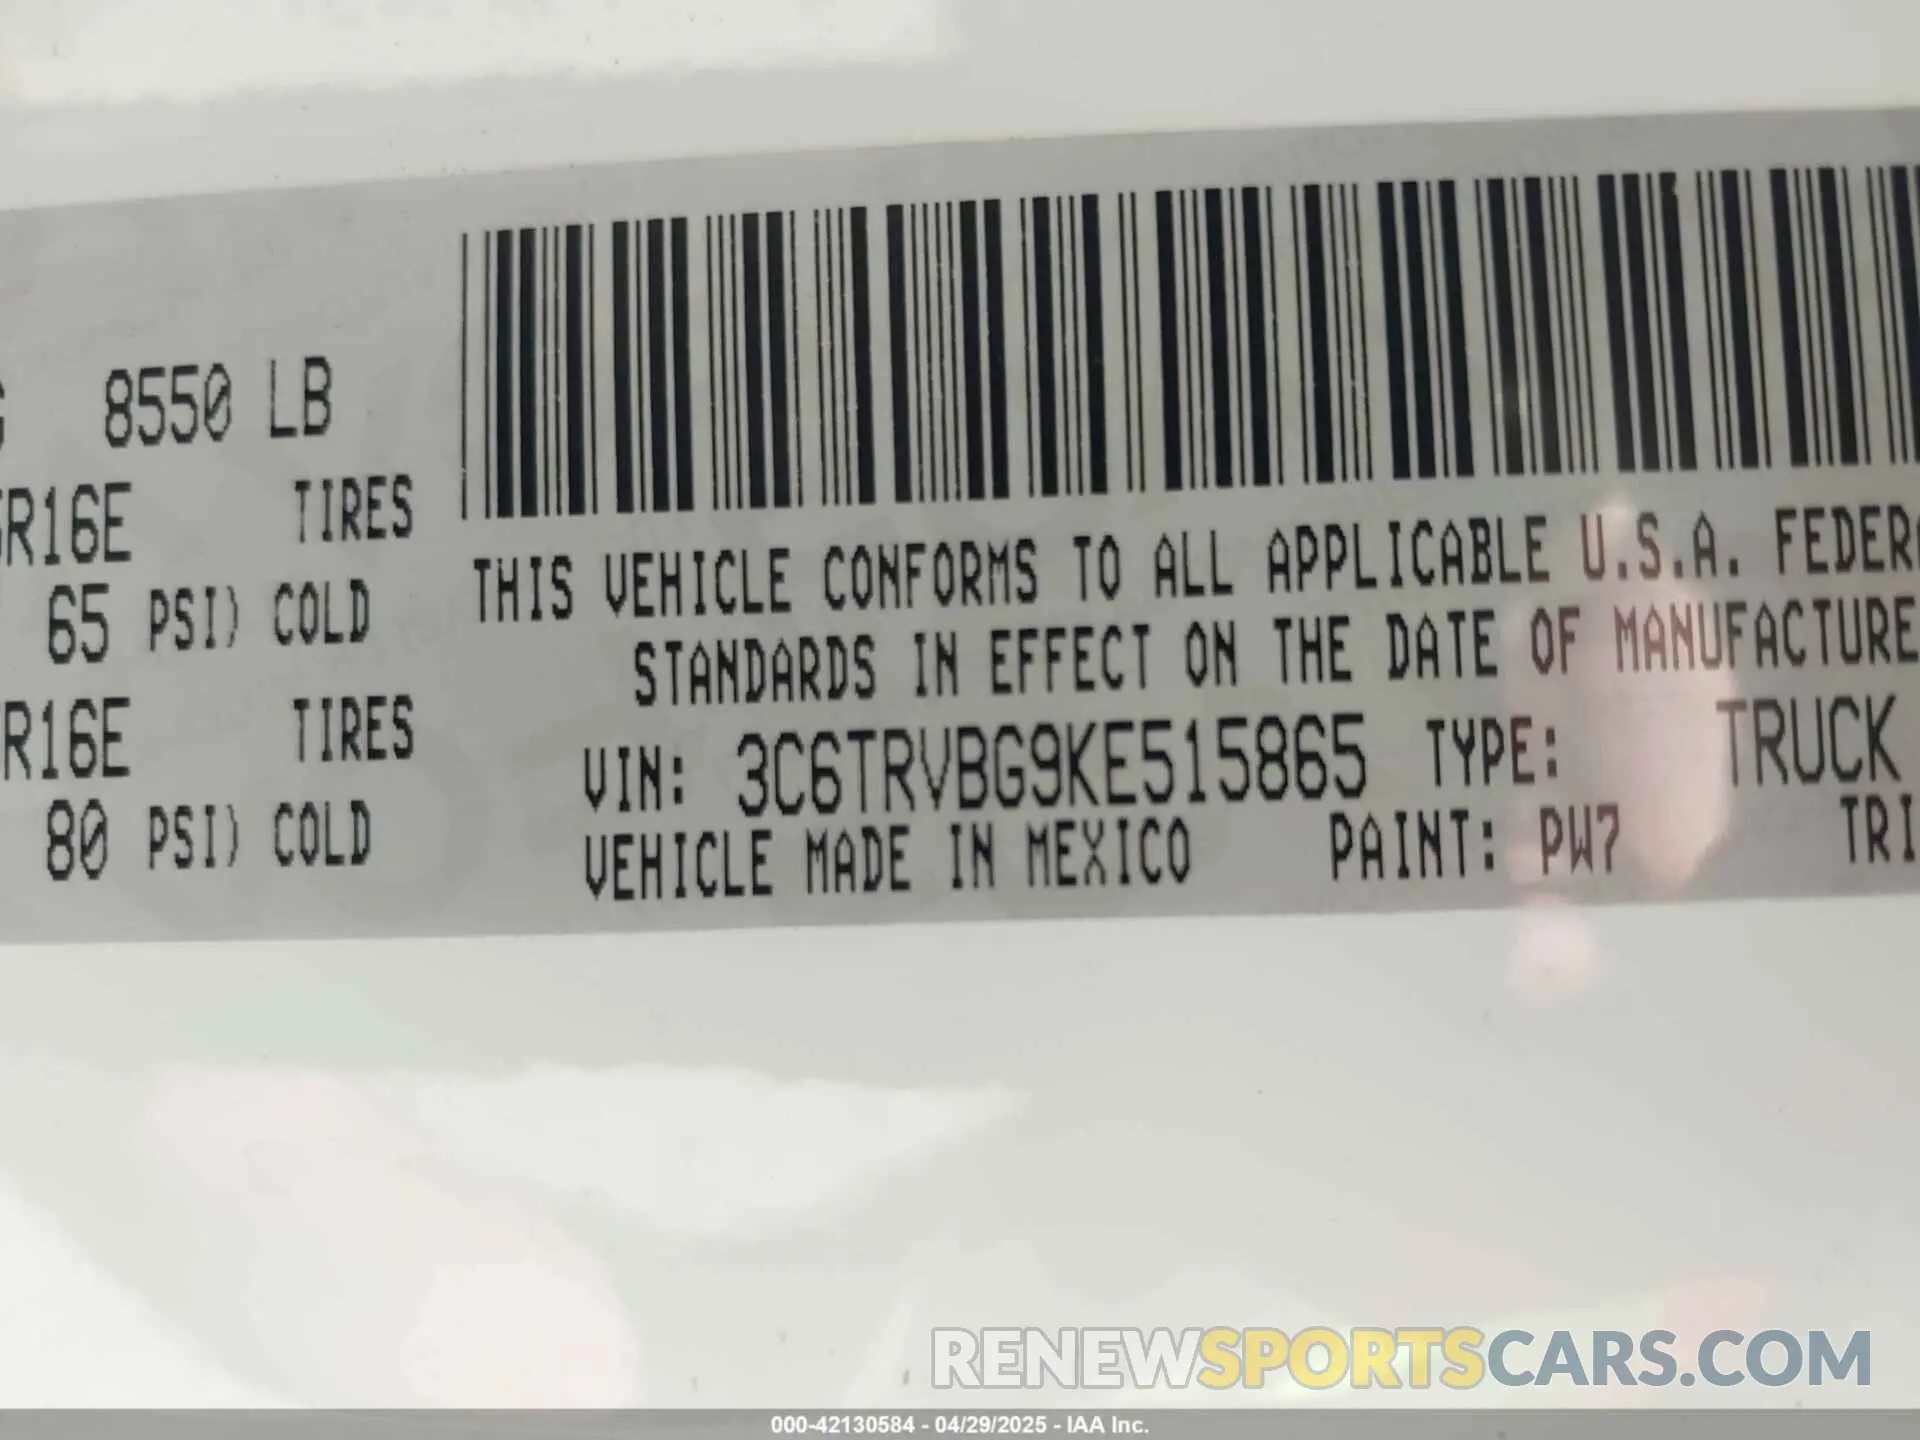 8550 LB
R16E TIRES
65 PSI) COLD
R16E TIRES
80 PSI) COLD
THIS VEHICLE CONFORMS TO ALL APPLICABLE U.S.A. FEDER
STANDARDS IN EFFECT ON THE DATE OF MANUFACTURE
VIN: 3C6TRVBG9KE515865 TYPE: TRUCK
VEHICLE MADE IN MEXICO PAINT: PW7 TRI
RENEWSPORTSCARS.COM
000-42130584 - 04/29/2025 - IAA Inc.